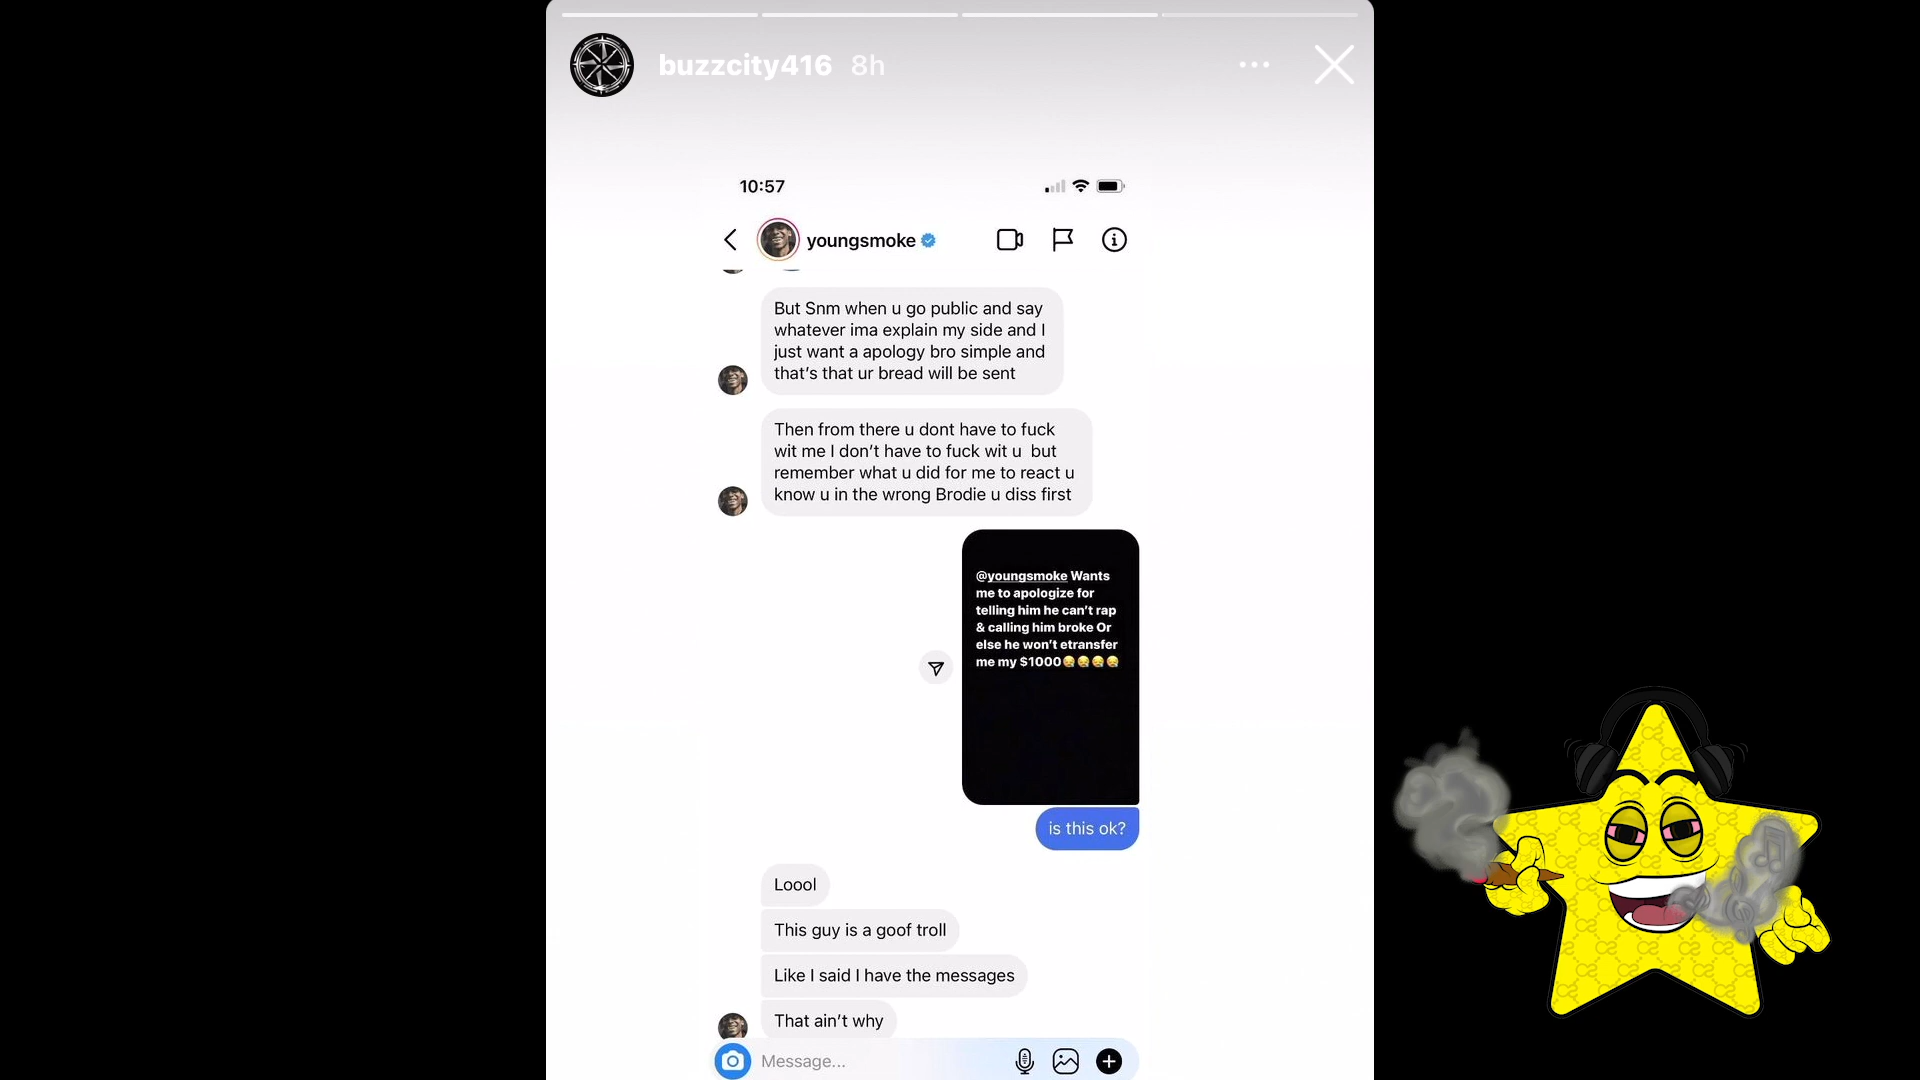 buzzcity416 8h
10:57
youngsmoke
But Snm when u go public and say
whatever ima explain my side and I
just want a apology bro simple and
that's that ur bread will be sent
Then from there u dont have to fuck
wit me I don't have to fuck wit u but
remember what u did for me to react u
know u in the wrong Brodie u diss first
@youngsmoke Wants
me to apologize for
telling him he can't rap
& calling him broke Or
else he won't etransfer
me my $1000😪😪😪😪
is this ok?
Loool
This guy is a goof troll
Like I said I have the messages
That ain't why
Message...